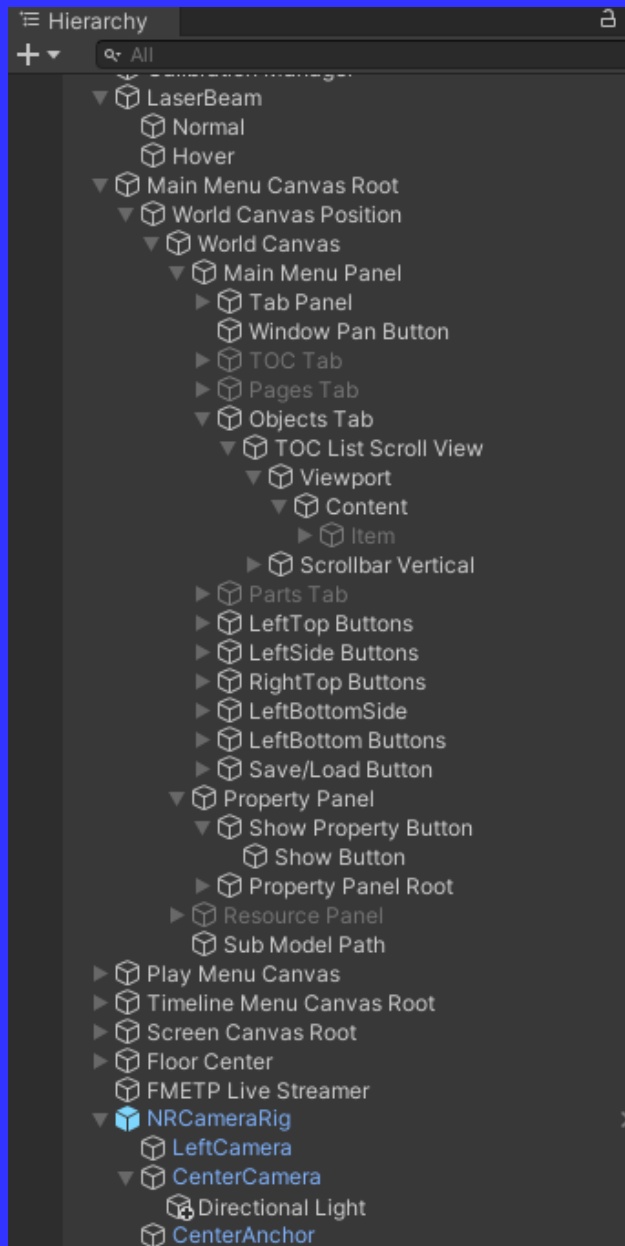 Hierarchy
All
Calibration Manager
LaserBeam
Normal
Hover
Main Menu Canvas Root
World Canvas Position
World Canvas
Main Menu Panel
Tab Panel
Window Pan Button
TOC Tab
Pages Tab
Objects Tab
TOC List Scroll View
Viewport
Content
Item
Scrollbar Vertical
Parts Tab
LeftTop Buttons
LeftSide Buttons
RightTop Buttons
LeftBottomSide
LeftBottom Buttons
Save/Load Button
Property Panel
Show Property Button
Show Button
Property Panel Root
Resource Panel
Sub Model Path
Play Menu Canvas
Timeline Menu Canvas Root
Screen Canvas Root
Floor Center
FMETP Live Streamer
NRCameraRig
LeftCamera
CenterCamera
Directional Light
CenterAnchor